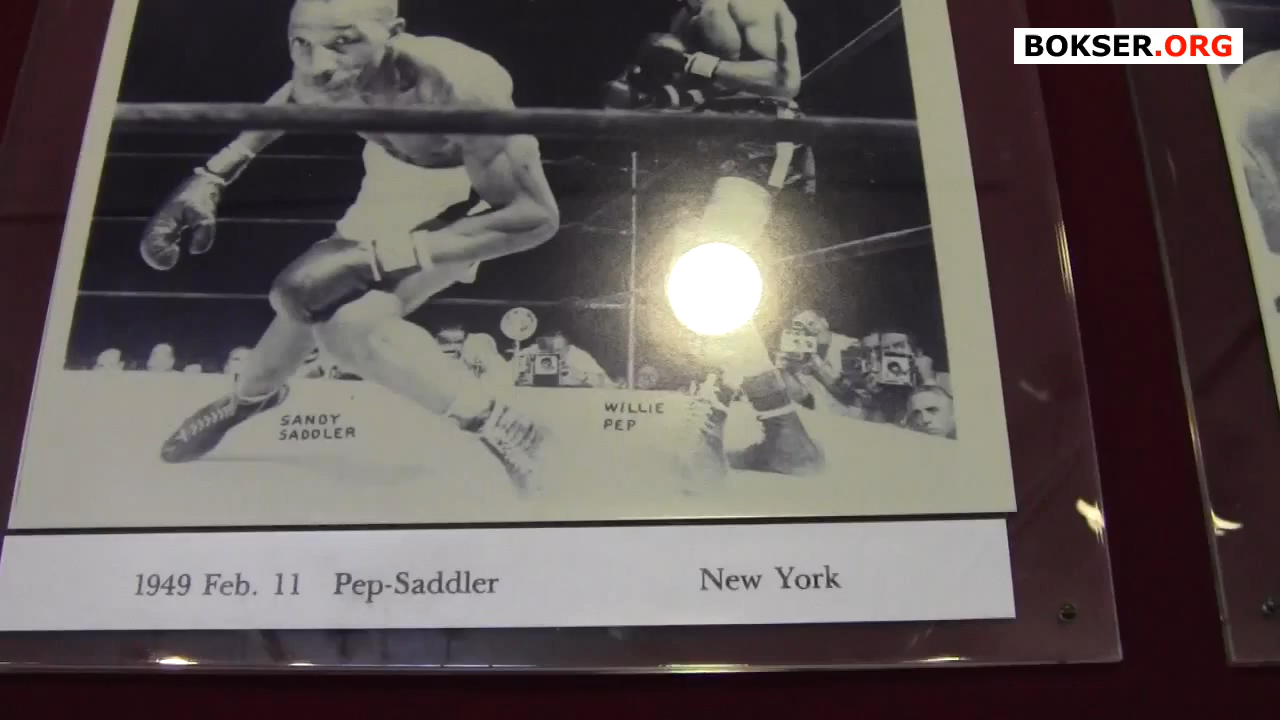 BOKSER.ORG
SANDY
SADDLER
WILLIE
PEP
1949 Feb. 11 Pep-Saddler New York